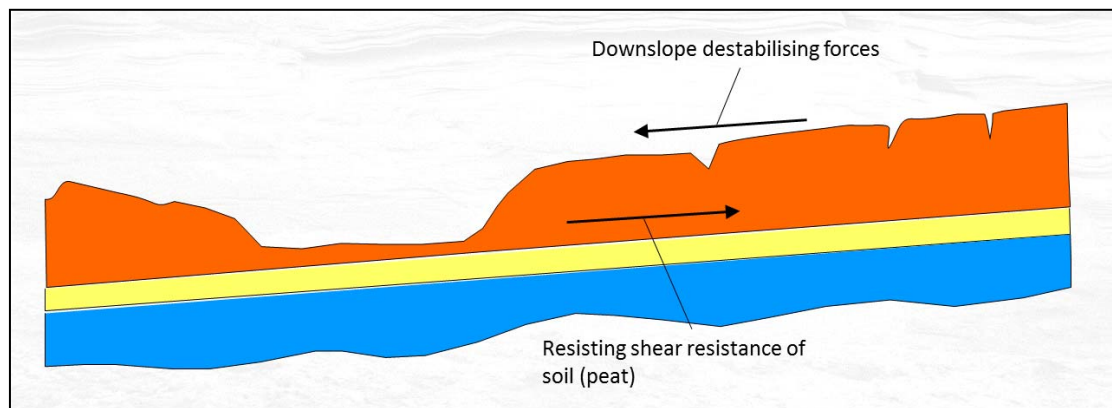 Downslope destabilising forces
Resisting shear resistance of
soil (peat)